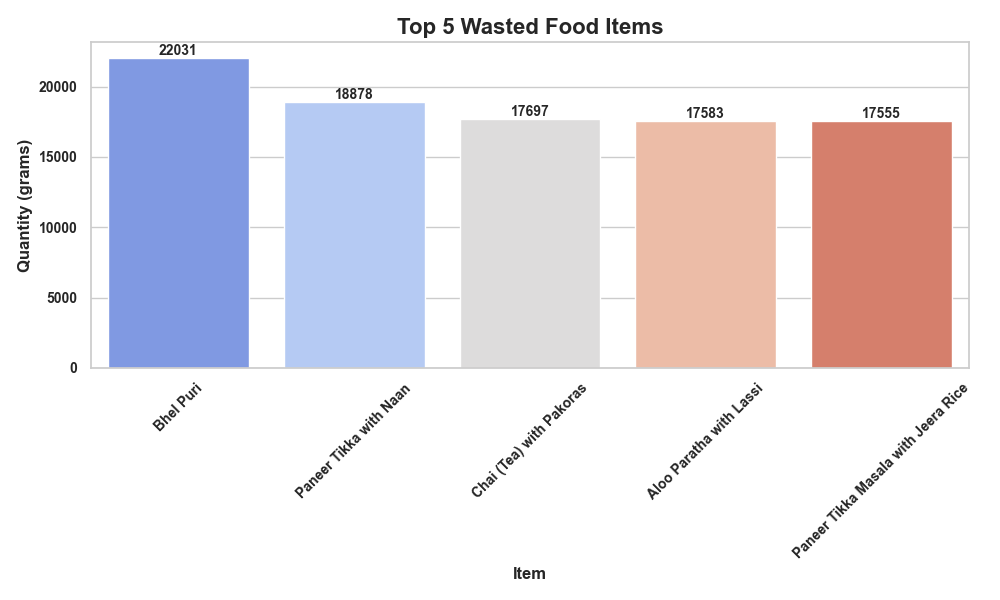 Top 5 Wasted Food Items
22031
18878
17697
17583
17555
20000
15000
10000
5000
0
Quantity (grams)
Bhel Puri
Paneer Tikka with Naan
Chai (Tea) with Pakoras
Aloo Paratha with Lassi
Paneer Tikka Masala with Jeera Rice
Item